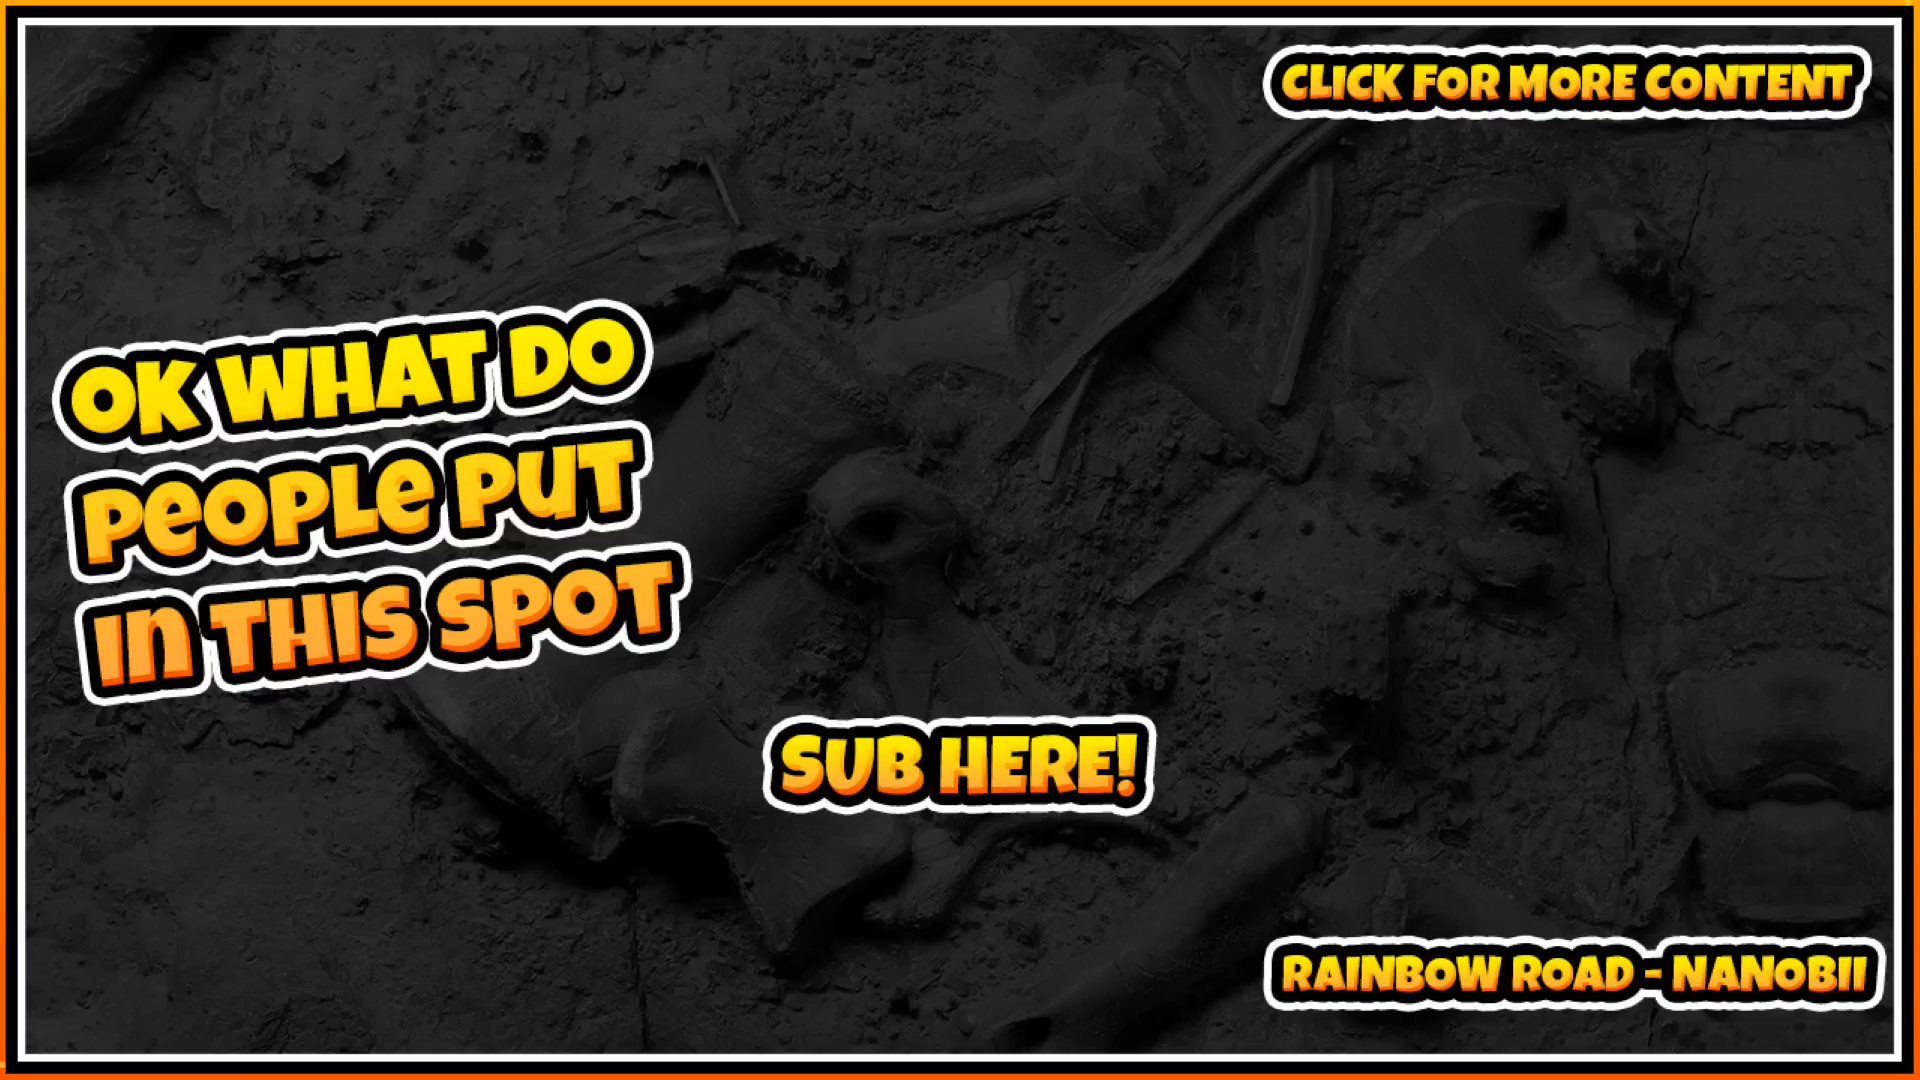 CLICK FOR MORE CONTENT
OK WHAT DO
PEOPLE PUT
IN THIS SPOT
SUB HERE!
RAINBOW ROAD - NANOBII